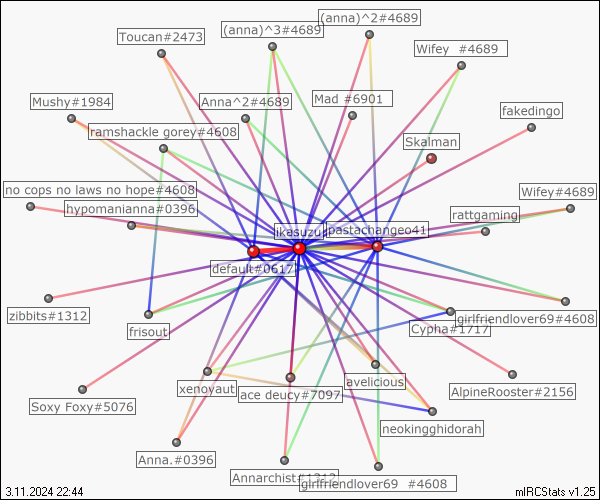 (anna)^3#4689
(anna)^2#4689
Toucan#2473
Wifey #4689
Mushy#1984
Anna^2#4689
Mad #6901
fakedingo
ramshackle gorey#4608
Skalman
no cops no laws no hope#4608
Wifey#4689
hypomanianna#0396
rattgaming
ikasuzu
pastachangeo41
default#0617
zibbits#1312
frisout
girlfriendlover69#4608
Cypha#1717
xenoyaut
avelicious
ace deucy#7097
AlpineRooster#2156
Soxy Foxy#5076
neokingghidorah
Anna.#0396
Annarchist#1312
girlfriendlover69 #4608
3.11.2024 22:44
mIRCStats v1.25